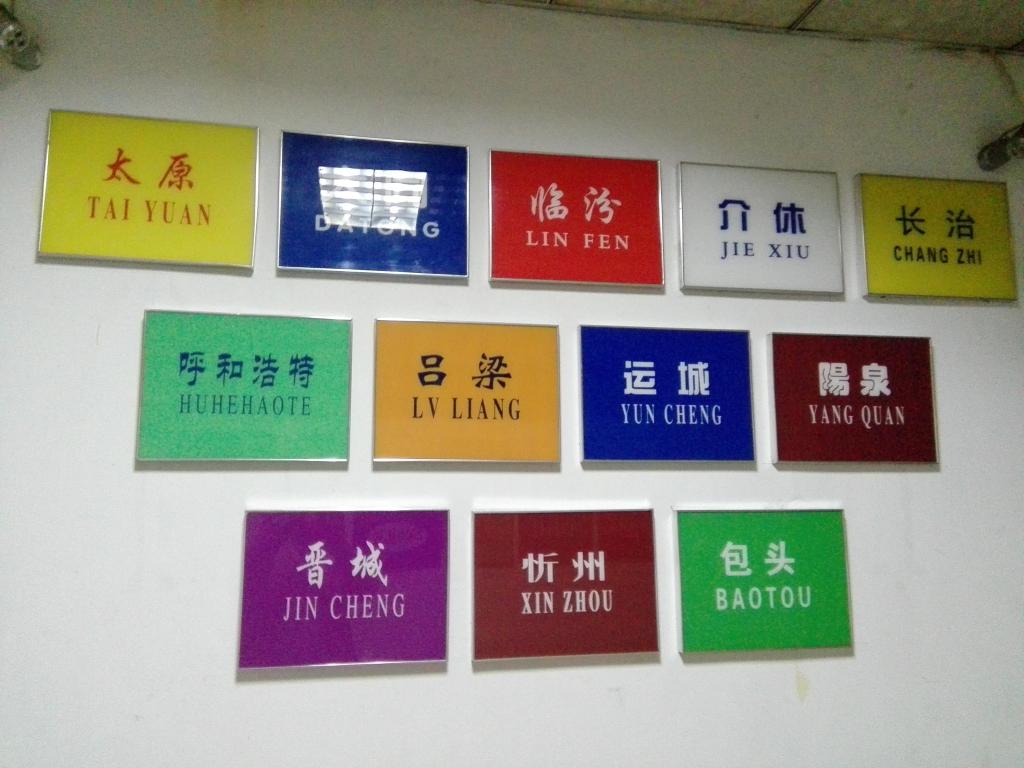 太原
TAI YUAN
DATONG
临汾
LIN FEN
介休
JIE XIU
长治
CHANG ZHI
呼和浩特
HUHEHAOTE
吕梁
LV LIANG
运城
YUN CHENG
陽泉
YANG QUAN
晋城
JIN CHENG
忻州
XIN ZHOU
包头
BAOTOU